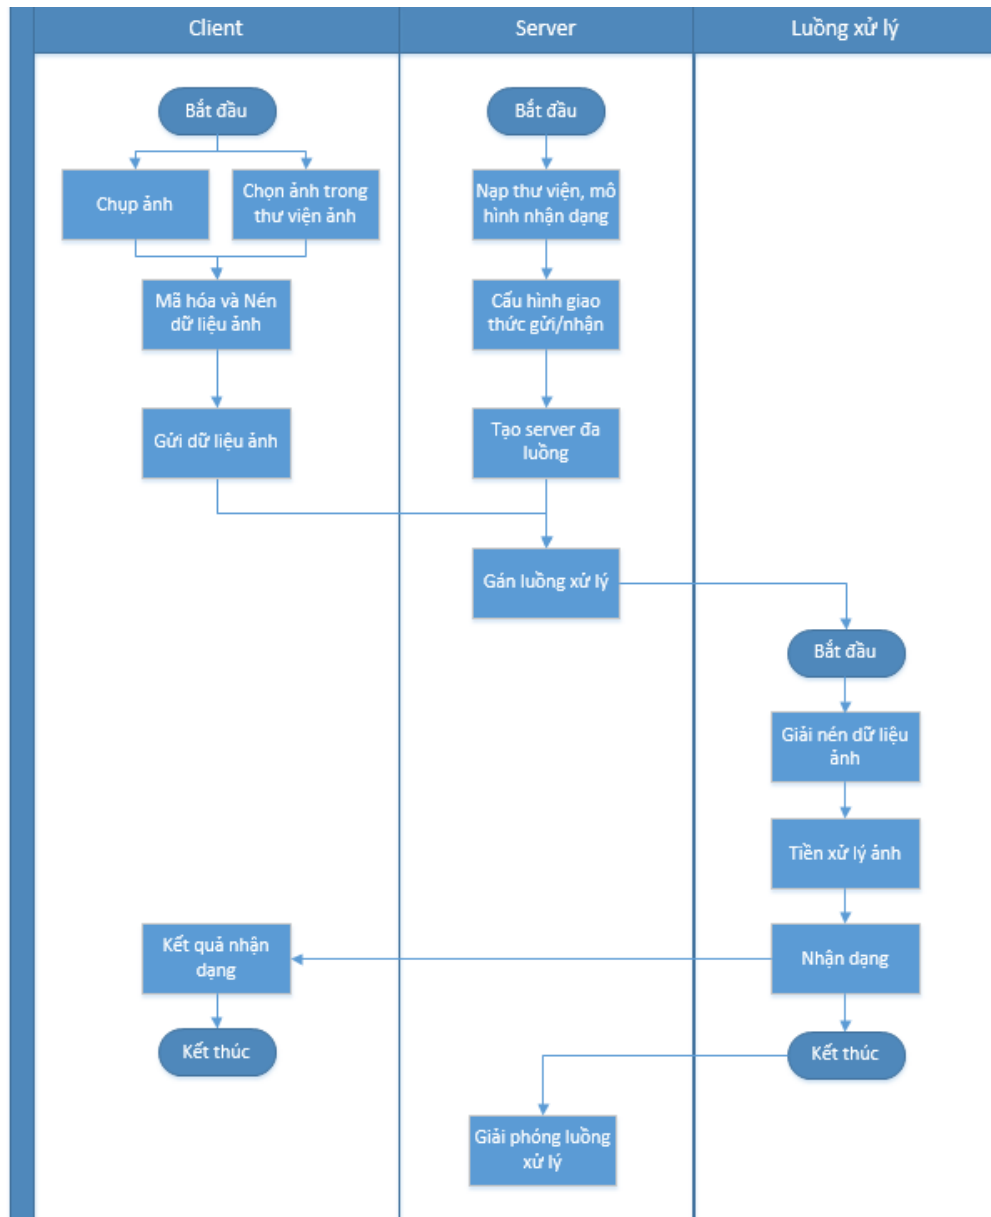 Client
Server
Luồng xử lý
Bắt đầu
Bắt đầu
Chụp ảnh
Chọn ảnh trong
thư viện ảnh
Nạp thư viện, mô
hình nhận dạng
Mã hóa và Nén
dữ liệu ảnh
Cấu hình giao
thức gửi/nhận
Gửi dữ liệu ảnh
Tạo server đa
luồng
Gán luồng xử lý
Bắt đầu
Giải nén dữ liệu
ảnh
Tiền xử lý ảnh
Kết quả nhận
dạng
Nhận dạng
Kết thúc
Kết thúc
Giải phóng luồng
xử lý